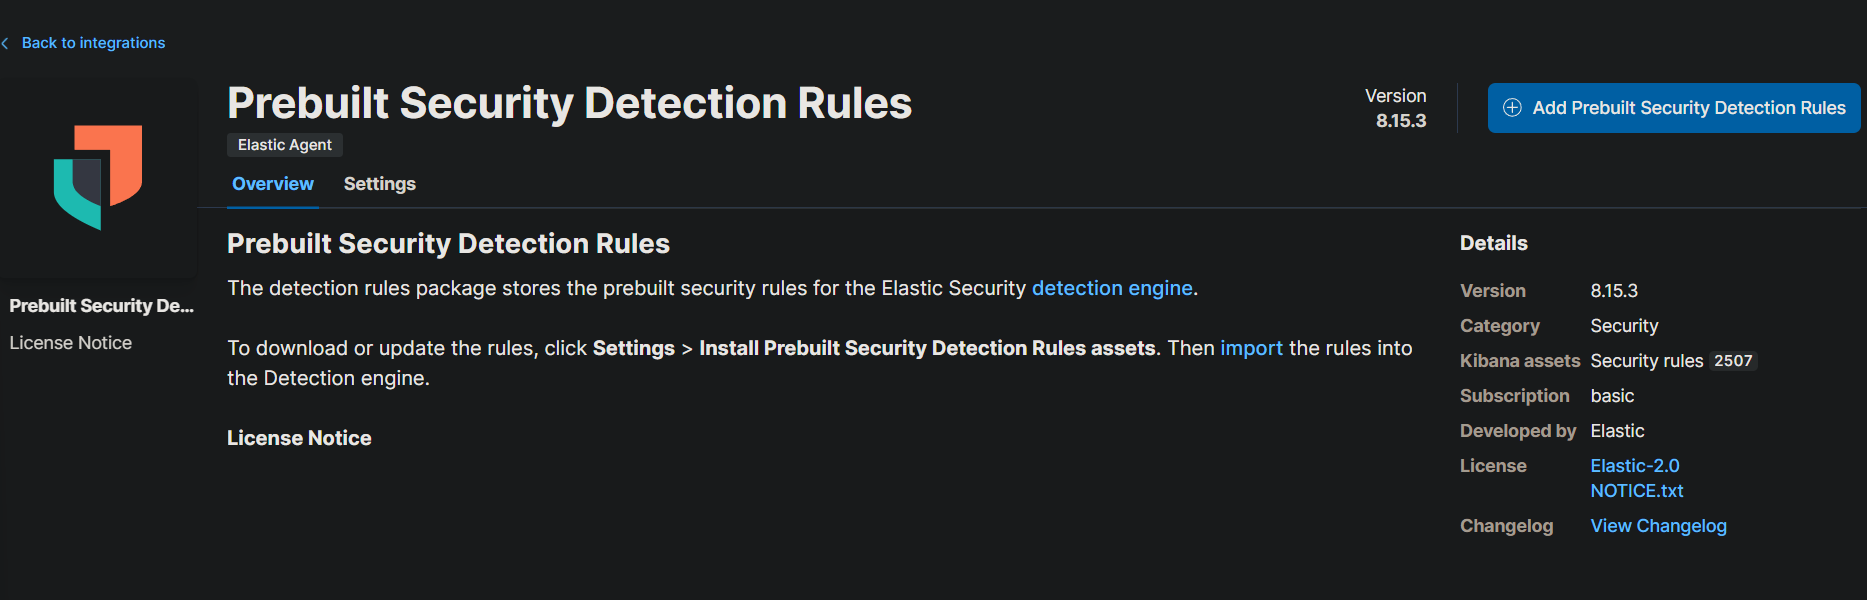 Back to integrations
Prebuilt Security Detection Rules
Elastic Agent
Version
8.15.3
Add Prebuilt Security Detection Rules
Overview
Settings
Prebuilt Security De...
License Notice
Prebuilt Security Detection Rules
The detection rules package stores the prebuilt security rules for the Elastic Security detection engine.
To download or update the rules, click Settings > Install Prebuilt Security Detection Rules assets. Then import the rules into
the Detection engine.
License Notice
Details
Version 8.15.3
Category Security
Kibana assets Security rules 2507
Subscription basic
Developed by Elastic
License Elastic-2.0
NOTICE.txt
Changelog View Changelog